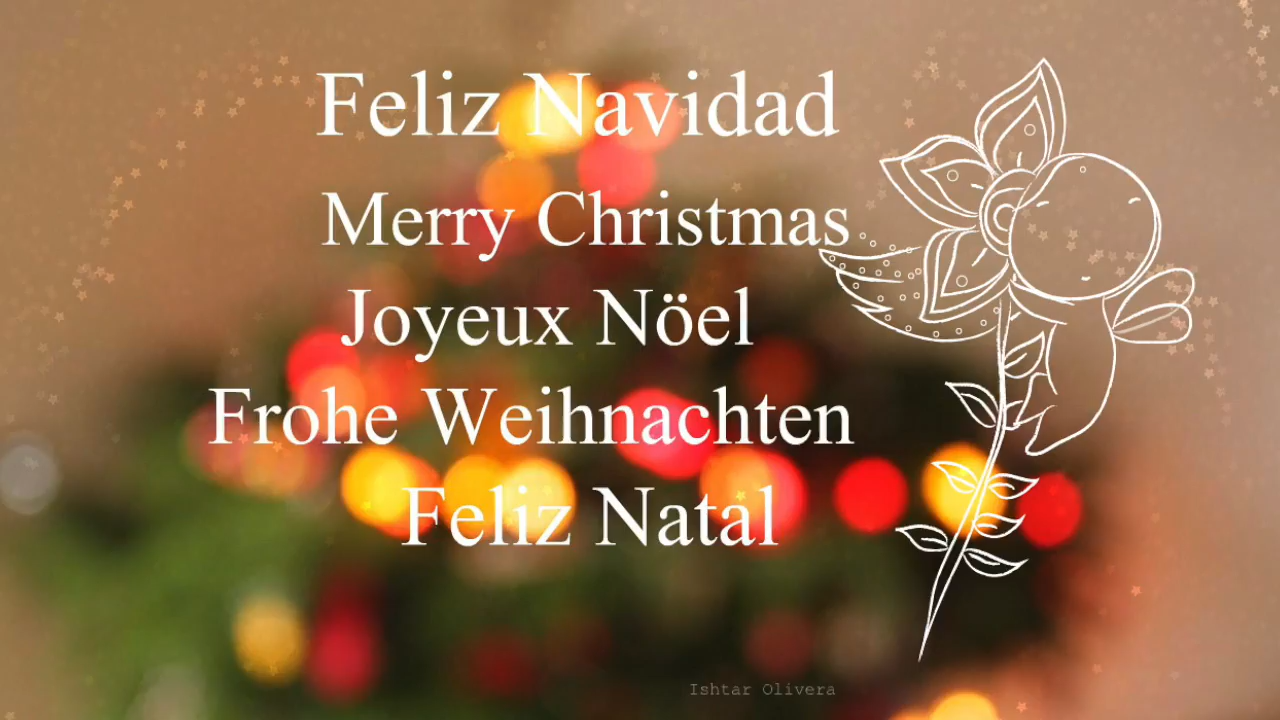 Feliz Navidad
Merry Christmas
Joyeux Nöel
Frohe Weihnachten
Feliz Natal
Ishtar Olivera